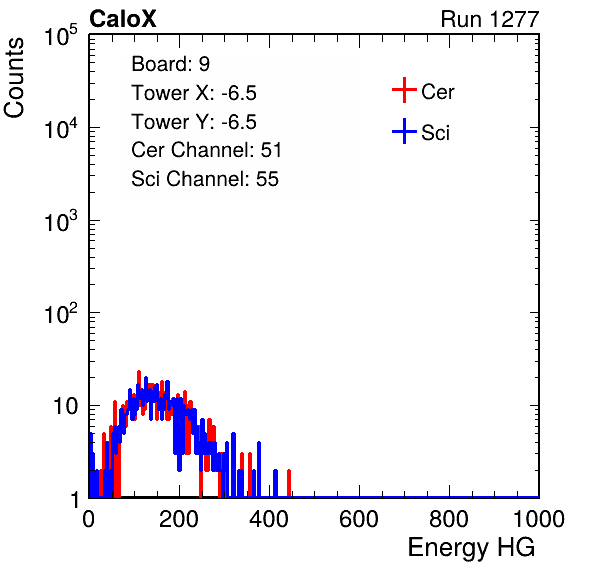 CaloX Run 1277
Counts
Board: 9
Tower X: -6.5
Tower Y: -6.5
Cer Channel: 51
Sci Channel: 55
Cer
Sci
10^5
10^4
10^3
10^2
10
1
0 200 400 600 800 1000
Energy HG